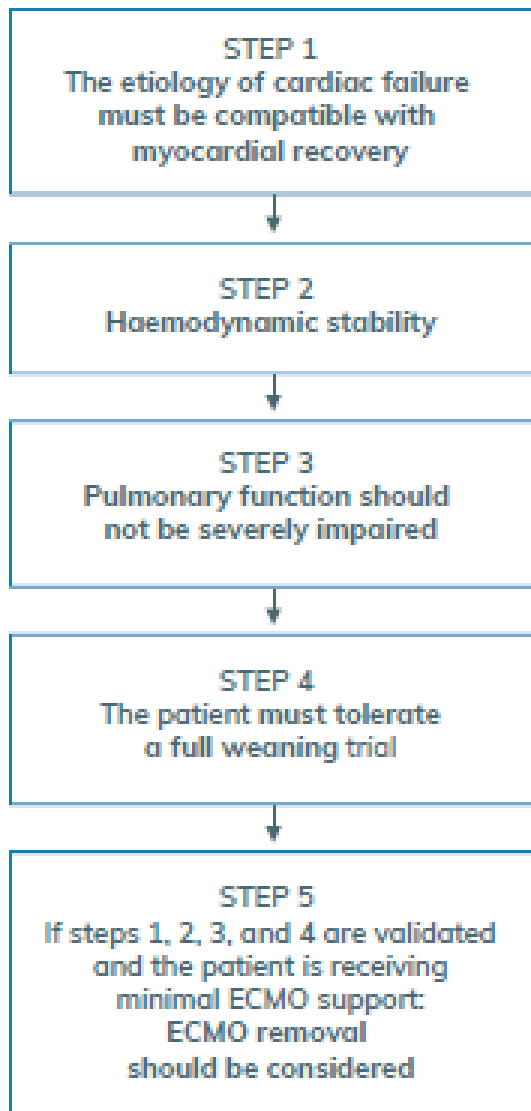 STEP 1
The etiology of cardiac failure
must be compatible with
myocardial recovery
STEP 2
Haemodynamic stability
STEP 3
Pulmonary function should
not be severely impaired
STEP 4
The patient must tolerate
a full weaning trial
STEP 5
If steps 1, 2, 3, and 4 are validated
and the patient is receiving
minimal ECMO support:
ECMO removal
should be considered